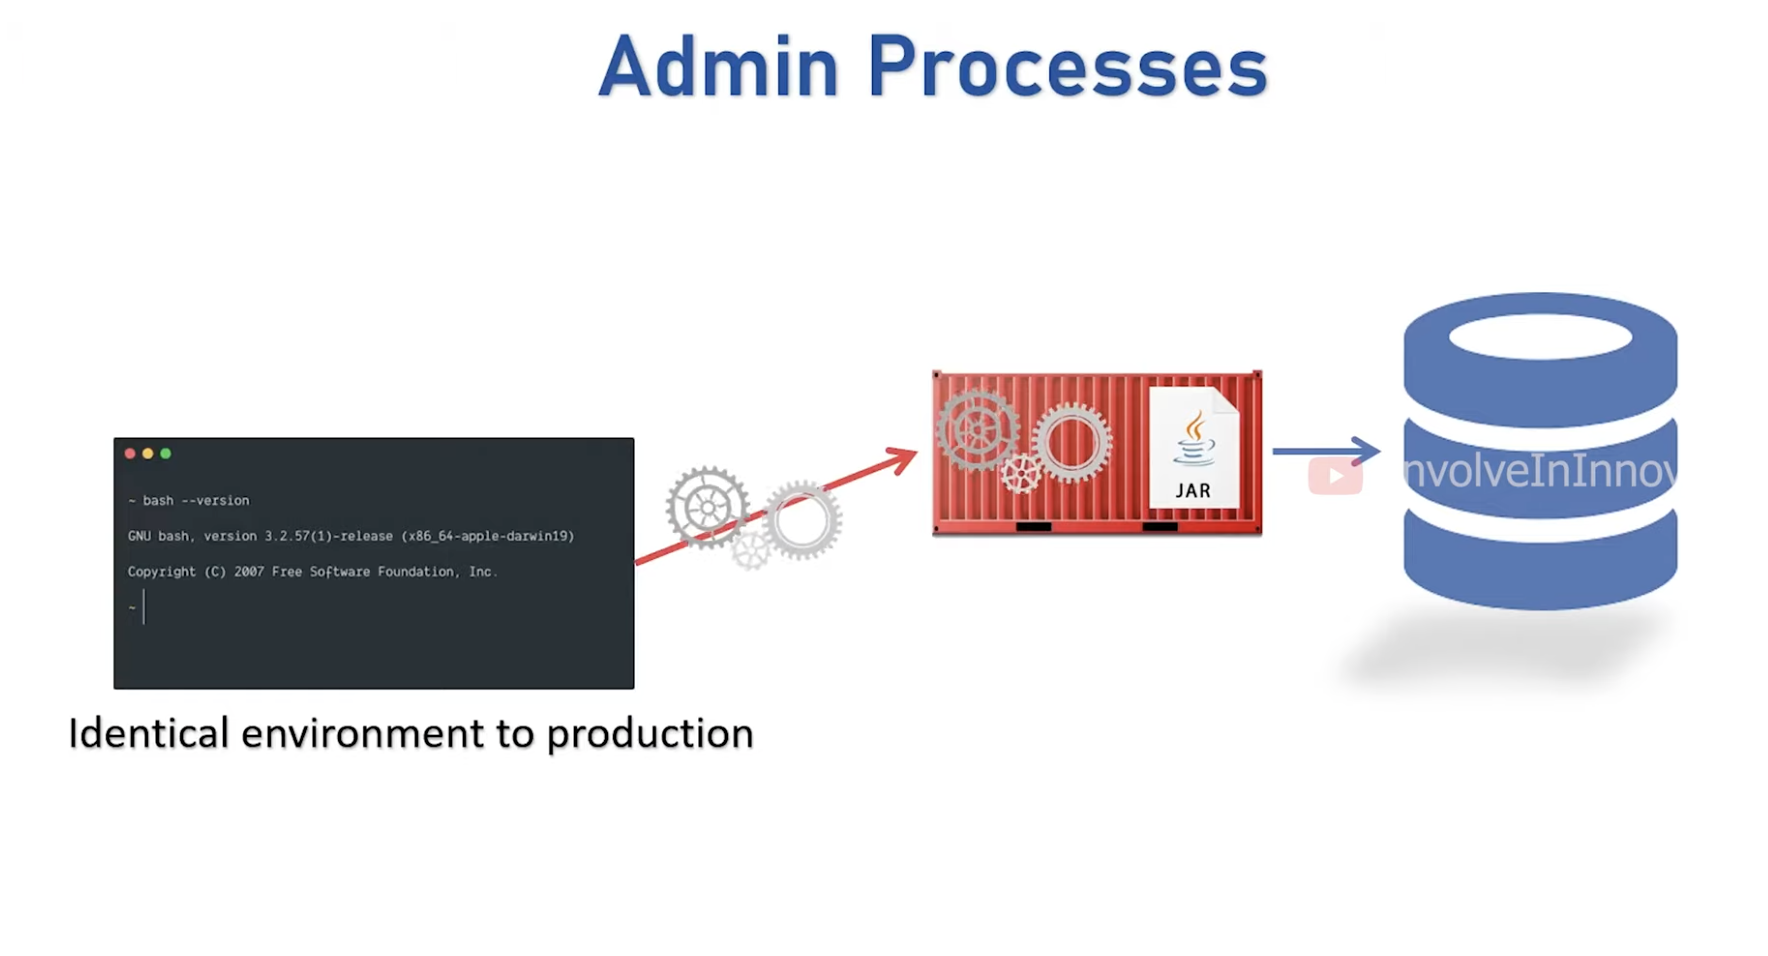 Admin Processes
~ bash --version
GNU bash, version 3.2.57(1)-release (x86_64-apple-darwin19)
Copyright (C) 2007 Free Software Foundation, Inc.
~
JAR
nvolveInInnov
Identical environment to production